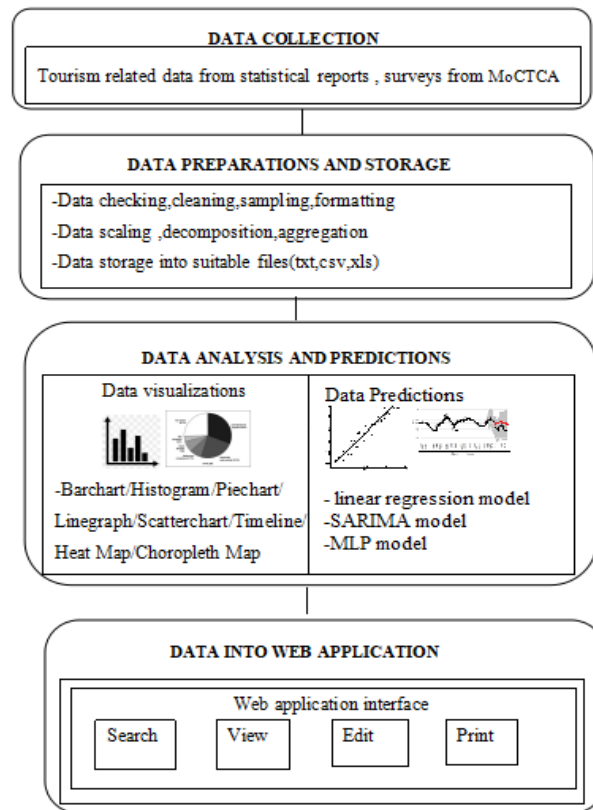 DATA COLLECTION
Tourism related data from statistical reports , surveys from MoCTCA
DATA PREPARATIONS AND STORAGE
-Data checking,cleaning,sampling,formatting
-Data scaling ,decomposition,aggregation
-Data storage into suitable files(txt,csv,xls)
DATA ANALYSIS AND PREDICTIONS
Data visualizations
-Barchart/Histogram/Piechart/
Linegraph/Scatterchart/Timeline/
Heat Map/Choropleth Map
Data Predictions
- linear regression model
-SARIMA model
-MLP model
DATA INTO WEB APPLICATION
Web application interface
Search
View
Edit
Print